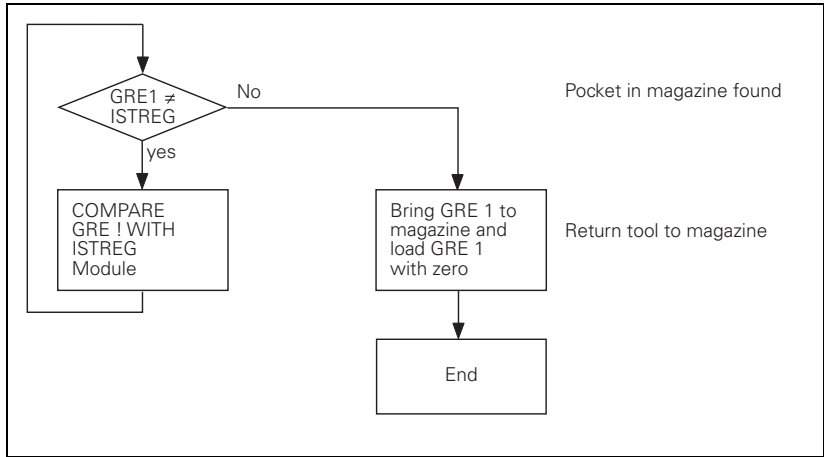 GRE1 ≠
ISTREG
No
Pocket in magazine found
yes
COMPARE
GRE ! WITH
ISTREG
Module
Bring GRE 1 to
magazine and
load GRE 1
with zero
Return tool to magazine
End